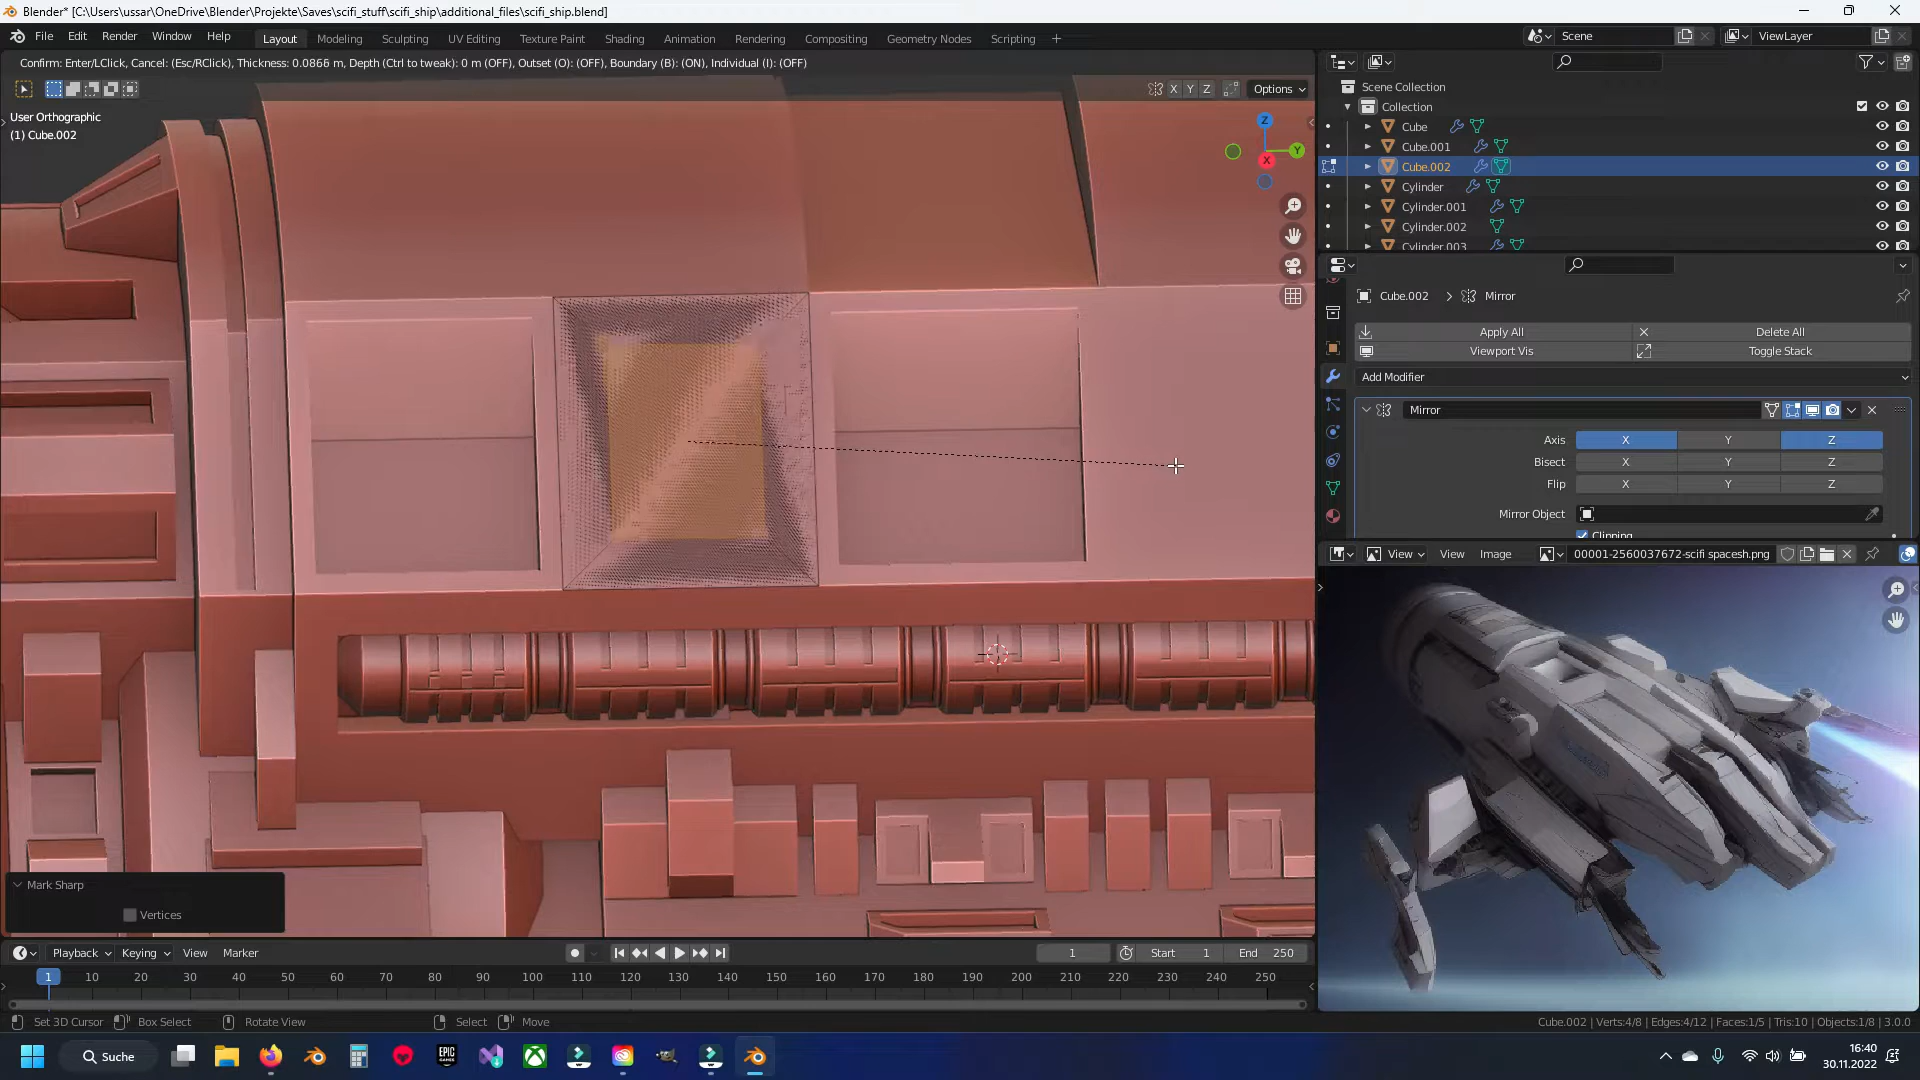 Blender* [C:\Users\ussar\OneDrive\Blender\Projekte\Saves\scifi_stuff\scifi_ship\additional_files\scifi_ship.blend]
File Edit Render Window Help Layout Modeling Sculpting UV Editing Texture Paint Shading Animation Rendering Compositing Geometry Nodes Scripting + Scene ViewLayer
Confirm: Enter/LClick, Cancel: (Esc/RClick), Thickness: 0.0866 m, Depth (Ctrl to tweak): 0 m (OFF), Outset (O): (OFF), Boundary (B): (ON), Individual (I): (OFF)
X Y Z Options
User Orthographic
(1) Cube.002
Z
Y
X
Scene Collection
Collection
Cube
Cube.001
Cube.002
Cylinder
Cylinder.001
Cylinder.002
Cylinder.003
Cube.002 > Mirror
Apply All Delete All
Viewport Vis Toggle Stack
Add Modifier
Mirror
Axis X Y Z
Bisect X Y Z
Flip X Y Z
Mirror Object
Clipping
View View Image 00001-2560037672-scifi spacesh.png
Mark Sharp
Vertices
Playback Keying View Marker 1 Start 1 End 250
1 10 20 30 40 50 60 70 80 90 100 110 120 130 140 150 160 170 180 190 200 210 220 230 240 250
Set 3D Cursor Box Select Rotate View Select Move Cube.002 | Verts:4/8 | Edges:4/12 | Faces:1/5 | Tris:10 | Objects:1/8 | 3.0.0
Suche
EPIC GAMES
16:40
30.11.2022